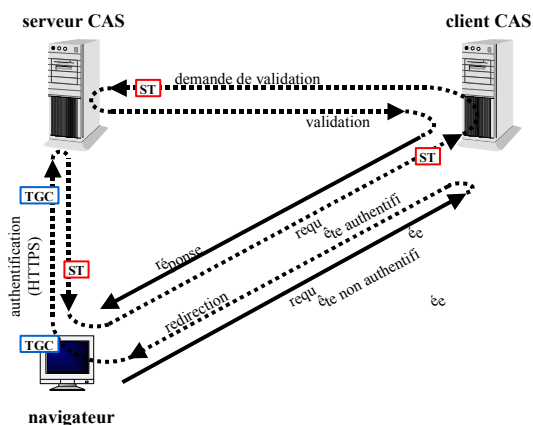 serveur CAS
client CAS
demande de validation
ST
validation
ST
TGC
requête authentifiée
réponse
authentification
(HTTPS)
ST
redirection
requête non authentifiée
TGC
navigateur